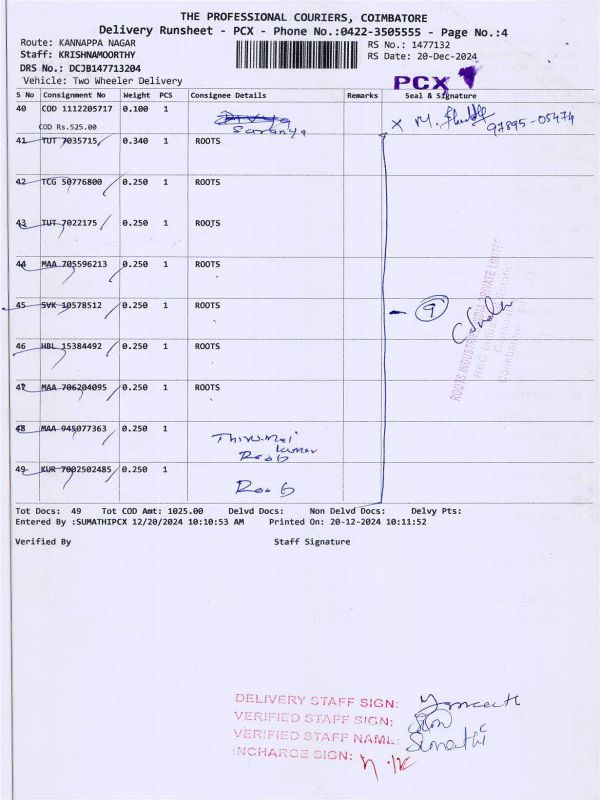 THE PROFESSIONAL COURIERS, COIMBATORE
Delivery Runsheet - PCX - Phone No.:0422-3505555 - Page No.:4
Route: KANNAPPA NAGAR
RS No.: 1477132
Staff: KRISHNAMOORTHY
RS Date: 20-Dec-2024
DRS No.: DCJB147713204
Vehicle: Two Wheeler Delivery
PCX
S No Consignment No Weight PCS Consignee Details Remarks Seal & Signature
40 COD 1112205717 0.100 1
Saranya
97895-05474
COD Rs.525.00
41 TUT 7035715 0.340 1 ROOTS
42 TCG 50776800 0.250 1 ROOTS
43 TUT 7022175 0.250 1 ROOTS
44 MAA 705596213 0.250 1 ROOTS
45 SVK 10578512 0.250 1 ROOTS
9
46 HBL 15384492 0.250 1 ROOTS
47 MAA 706204095 0.250 1 ROOTS
48 MAA 945077363 0.250 1
Thirumai
Kumar
Roots
49 KUR 7002502485 0.250 1 Roots
ROOTS INDUSTRIES INDIA PRIVATE LIMITED
Tot Docs: 49 Tot COD Amt: 1025.00 Delvd Docs: Non Delvd Docs: Delvy Pts:
Entered By :SUMATHIPCX 12/20/2024 10:10:53 AM Printed On: 20-12-2024 10:11:52
Verified By Staff Signature
DELIVERY STAFF SIGN:
VERIFIED STAFF SIGN:
VERIFIED STAFF NAME: Sumathi
INCHARGE SIGN: